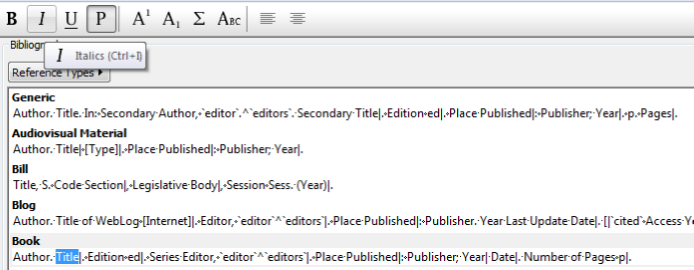 B I U P A¹ A₁ Σ ABC
Bibliogr
I Italics (Ctrl+I)
Reference Types
Generic
Author.·Title.·In:·Secondary·Author,·`editor`.^`editors`.·Secondary·Title|.·Edition·ed|.·Place·Published|:·Publisher;·Year|.·p.·Pages|.
Audiovisual Material
Author.·Title|·[Type]|.·Place·Published|:·Publisher;·Year|.
Bill
Title,·S.·Code·Section|,·Legislative·Body|,·Session·Sess.·(Year)|.
Blog
Author.·Title·of·WebLog·[Internet]|.·Editor,·`editor`^`editors`|.·Place·Published|:·Publisher.·Year·Last·Update·Date|.·[|`cited`·Access·Y
Book
Author.·Title|.·Edition·ed|.·Series·Editor,·`editor`^`editors`|.·Place·Published|:·Publisher;·Year|·Date|.·Number·of·Pages·p|.